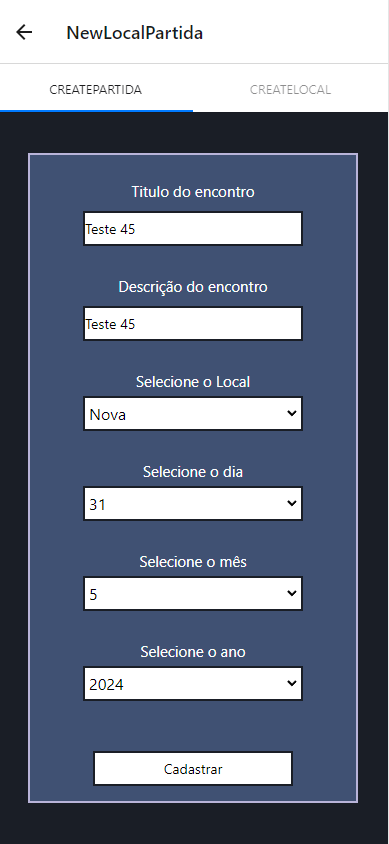 NewLocalPartida
CREATEPARTIDA
CREATELOCAL
Titulo do encontro
Teste 45
Descrição do encontro
Teste 45
Selecione o Local
Nova
Selecione o dia
31
Selecione o mês
5
Selecione o ano
2024
Cadastrar